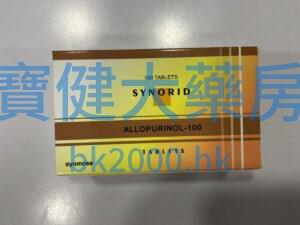 100 TABLETS
SYNORID
寶健大藥房
ALLOPURINOL-100
bk2000.hk
TABLETS
synmosa